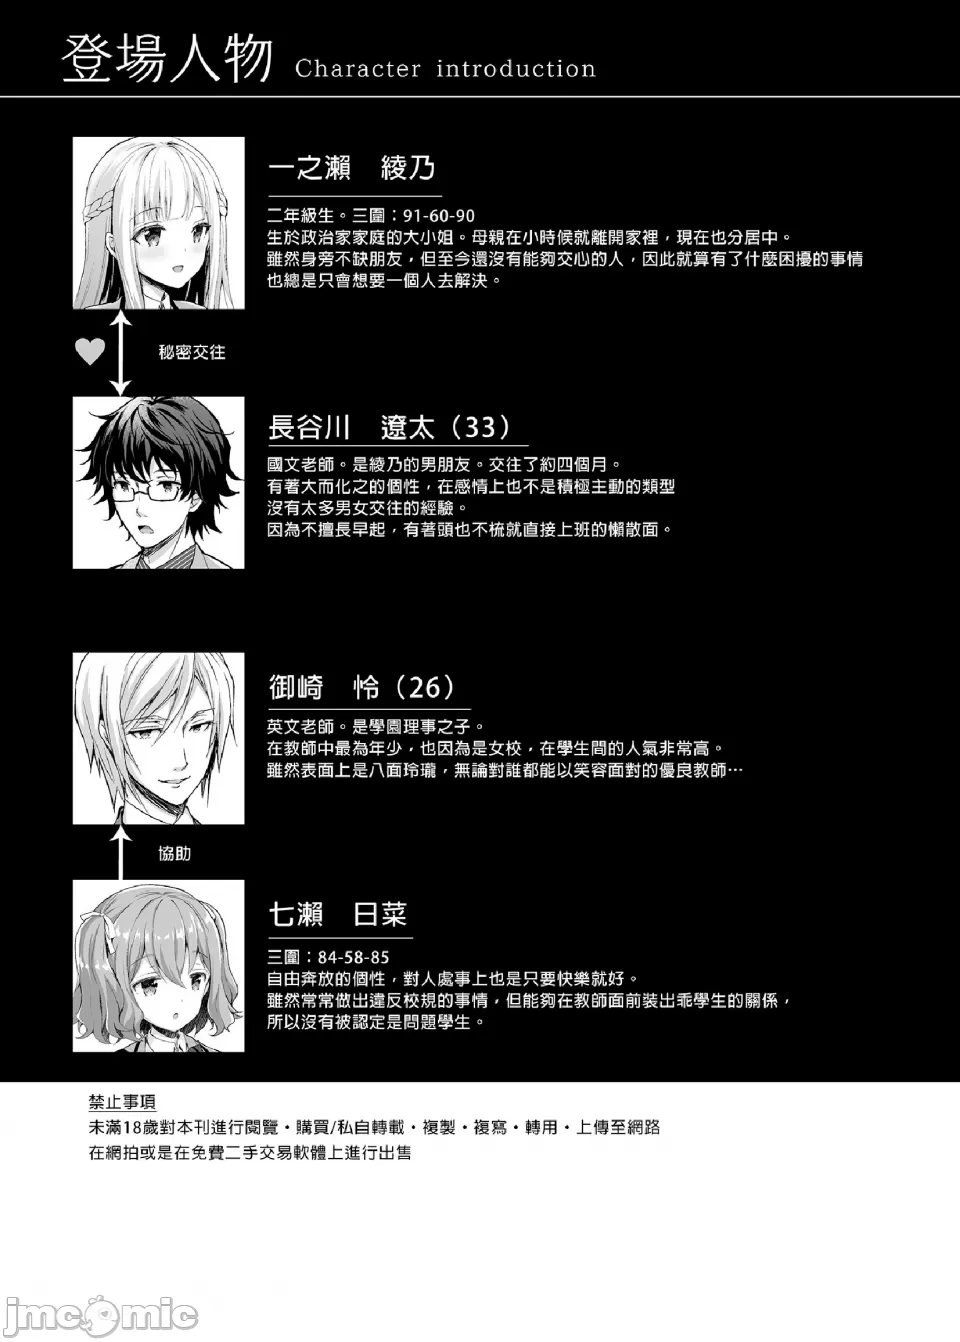 登場人物 Character introduction
一之瀨 綾乃
二年級生。三圍：91-60-90
生於政治家家庭的大小姐。母親在小時候就離開家裡，現在也分居中。
雖然身旁不缺朋友，但至今還沒有能夠交心的人，因此就算有了什麼困擾的事情
也總是只會想要一個人去解決。
秘密交往
長谷川 遼太（33）
國文老師。是綾乃的男朋友。交往了約四個月。
有著大而化之的個性，在感情上也不是積極主動的類型
沒有太多男女交往的經驗。
因為不擅長早起，有著頭也不梳就直接上班的懶散面。
御崎 怜（26）
英文老師。是學園理事之子。
在教師中最為年少，也因為是女校，在學生間的人氣非常高。
雖然表面上是八面玲瓏，無論對誰都能以笑容面對的優良教師⋯
協助
七瀨 日菜
三圍：84-58-85
自由奔放的個性，對人處事上也是只要快樂就好。
雖然常常做出違反校規的事情，但能夠在教師面前裝出乖學生的關係，
所以沒有被認定是問題學生。
禁止事項
未滿18歲對本刊進行閱覽・購買/私自轉載・複製・複寫・轉用・上傳至網路
在網拍或是在免費二手交易軟體上進行出售
jmcomic